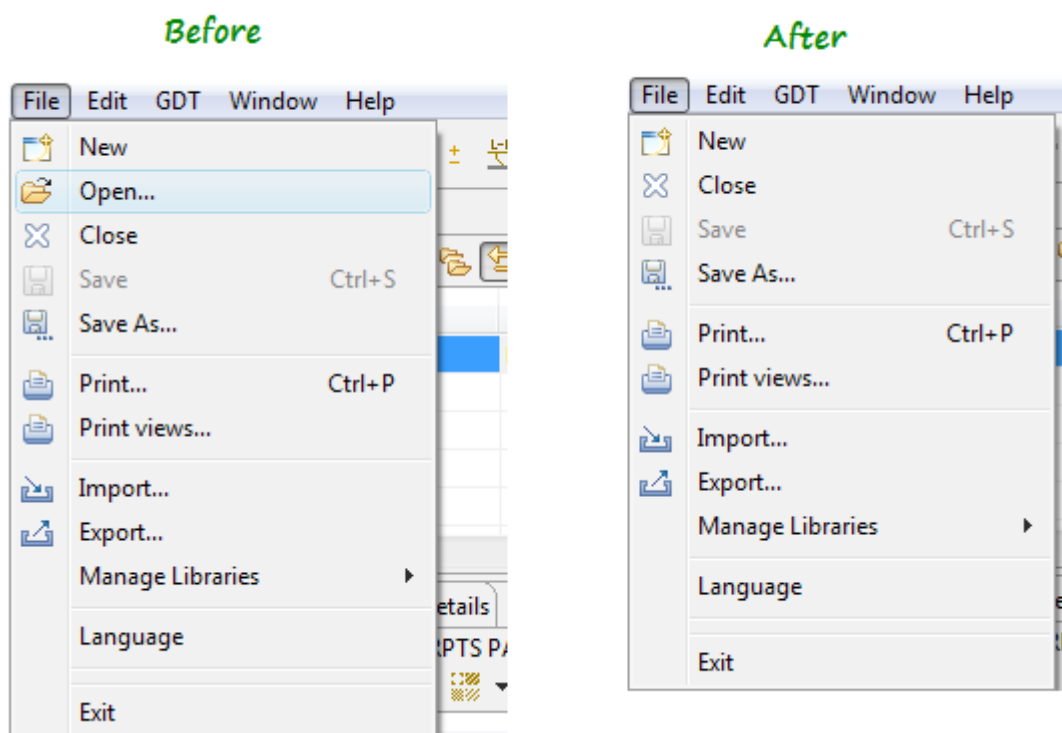 Before
File Edit GDT Window Help
New
Open...
Close
Save Ctrl+S
Save As...
Print... Ctrl+P
Print views...
Import...
Export...
Manage Libraries
Language
Exit
etails
After
File Edit GDT Window Help
New
Close
Save Ctrl+S
Save As...
Print... Ctrl+P
Print views...
Import...
Export...
Manage Libraries
Language
Exit